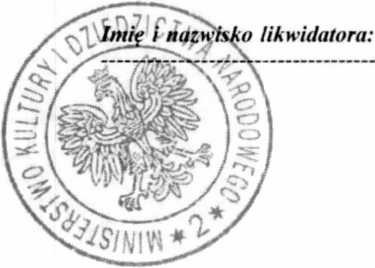 Imię i nazwisko likwidatora:
MINISTERSTWO KULTURY I DZIEDZICTWA NARODOWEGO * 2 *